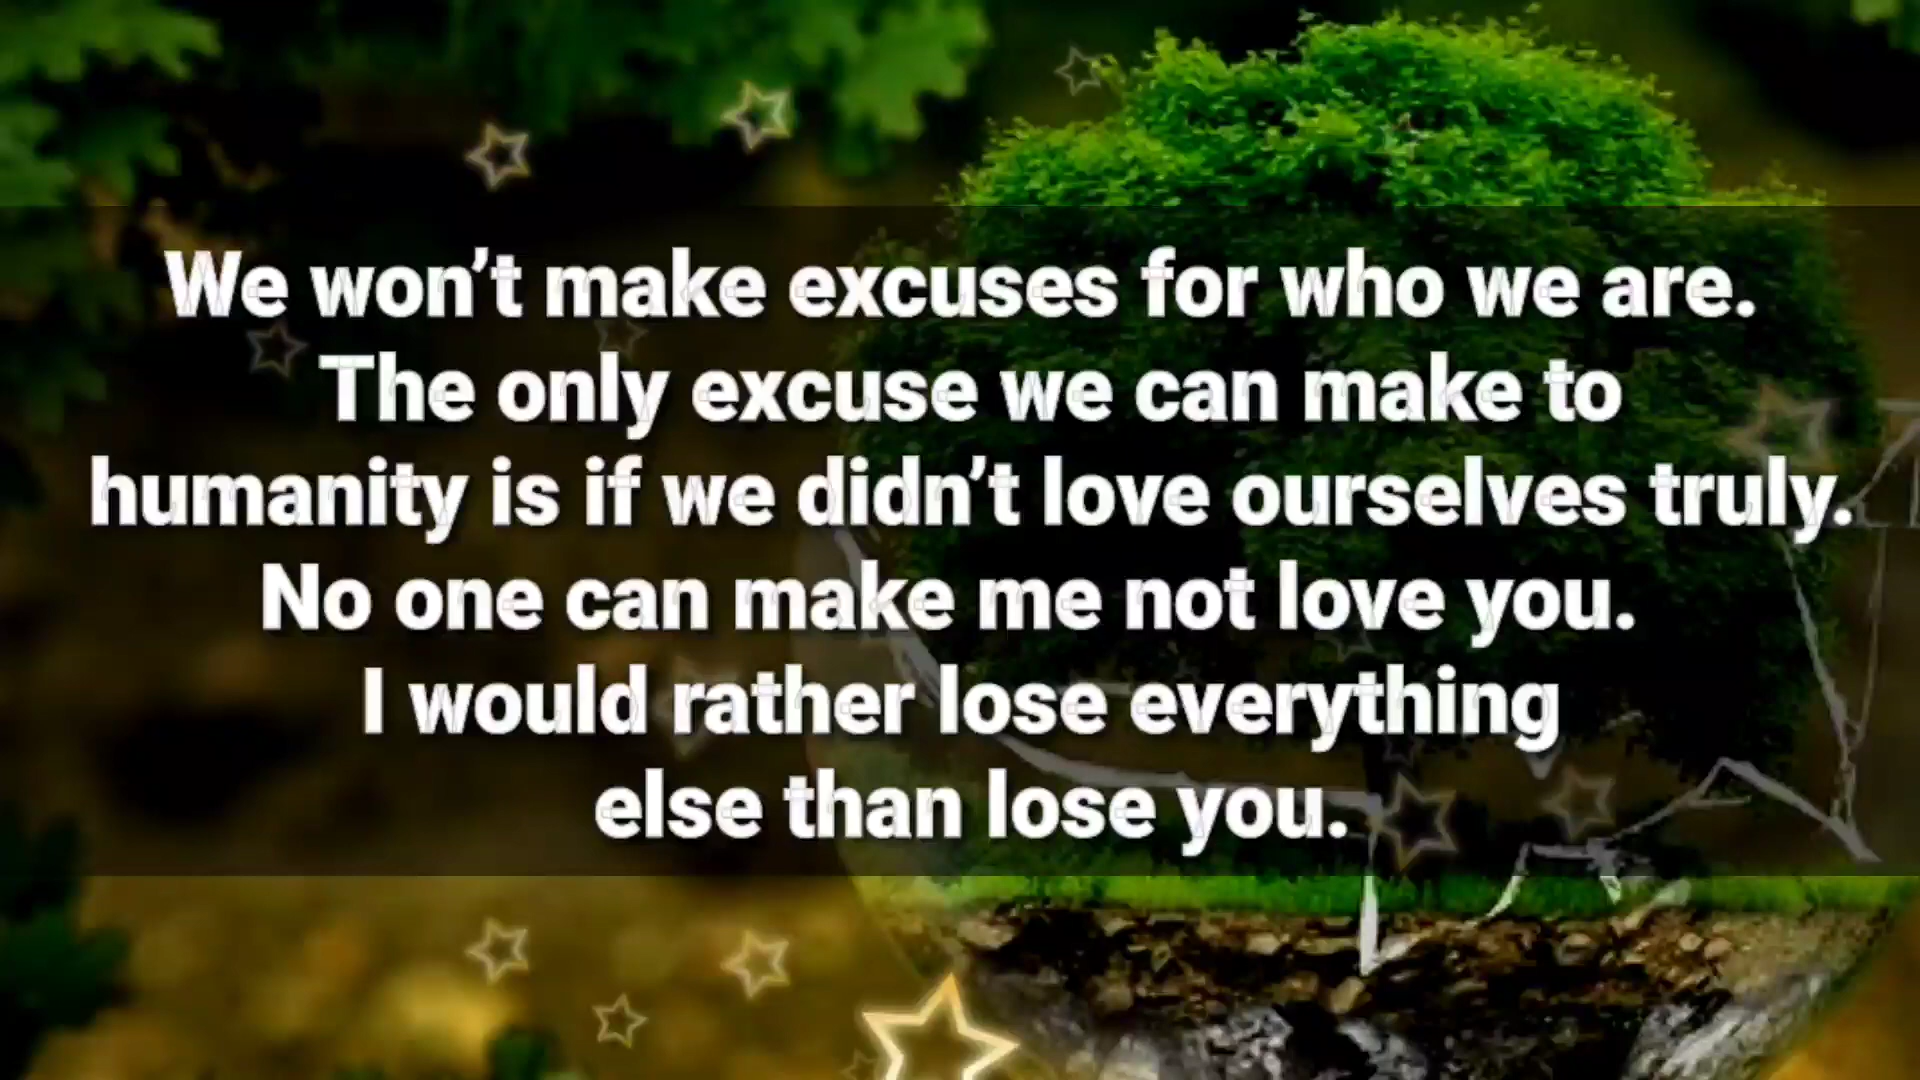 We won’t make excuses for who we are.
The only excuse we can make to
humanity is if we didn’t love ourselves truly.
No one can make me not love you.
I would rather lose everything
else than lose you.